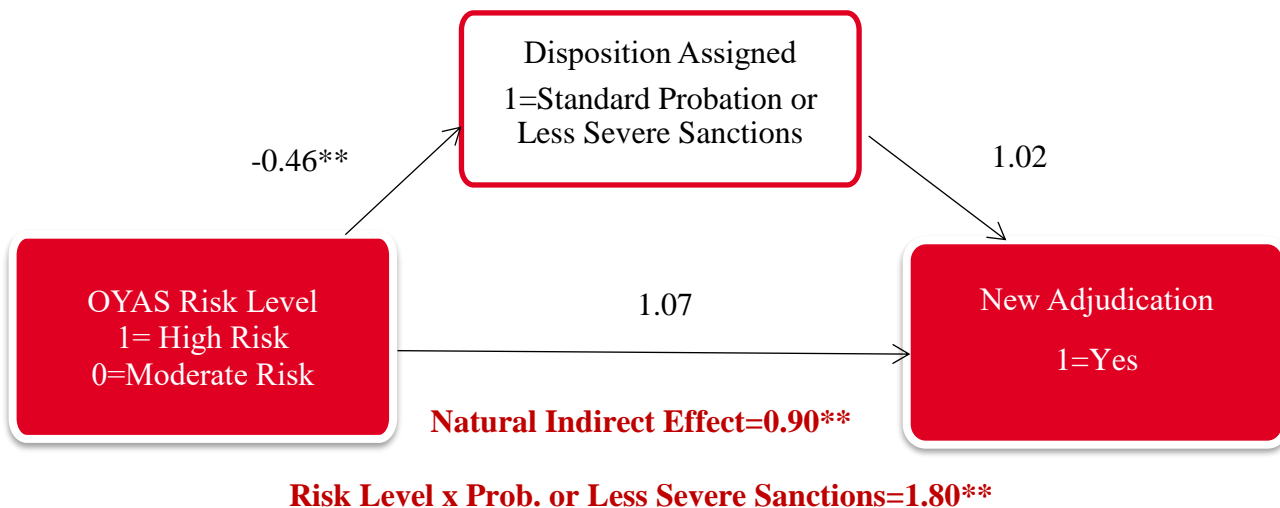 Disposition Assigned
1=Standard Probation or
Less Severe Sanctions
-0.46**
1.02
OYAS Risk Level
1= High Risk
0=Moderate Risk
1.07
New Adjudication
1=Yes
Natural Indirect Effect=0.90**
Risk Level x Prob. or Less Severe Sanctions=1.80**